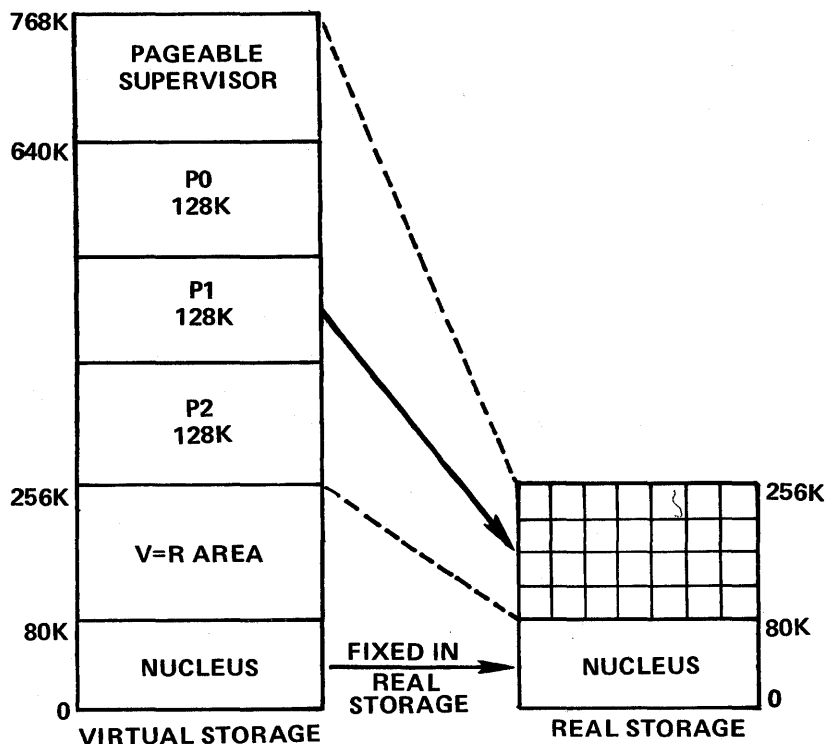 768K
PAGEABLE
SUPERVISOR
640K
P0
128K
P1
128K
P2
128K
256K
V=R AREA
80K
NUCLEUS
0
VIRTUAL STORAGE
FIXED IN
REAL
STORAGE
256K
80K
NUCLEUS
0
REAL STORAGE